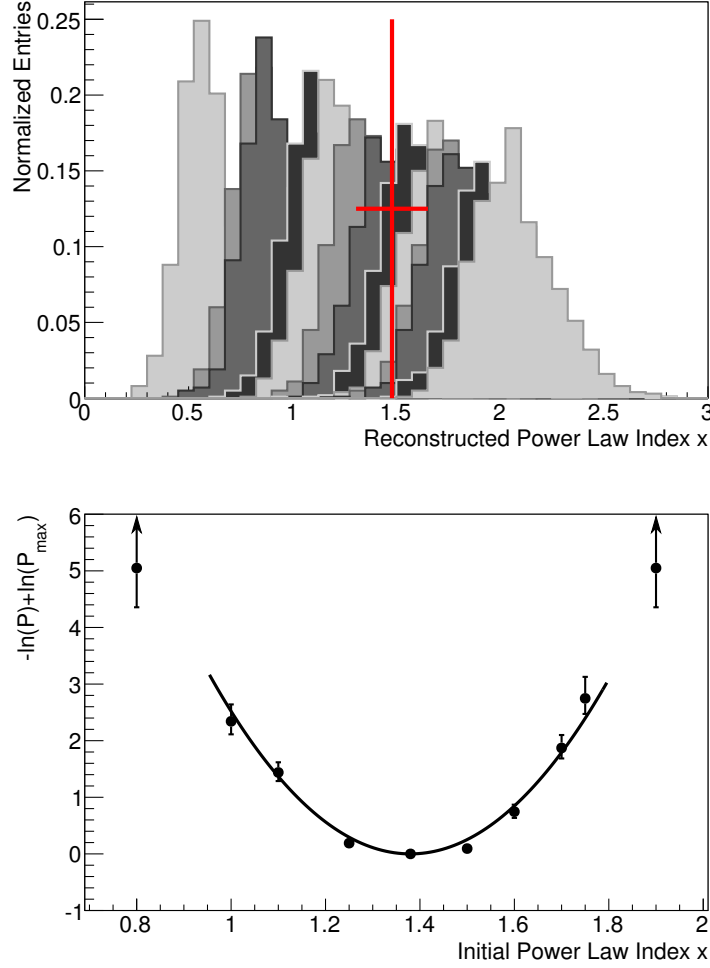 Normalized Entries
0.25
0.2
0.15
0.1
0.05
0
0 0.5 1 1.5 2 2.5 3
Reconstructed Power Law Index x
-ln(P)+ln(P_max)
6
5
4
3
2
1
0
-1
0.8 1 1.2 1.4 1.6 1.8 2
Initial Power Law Index x